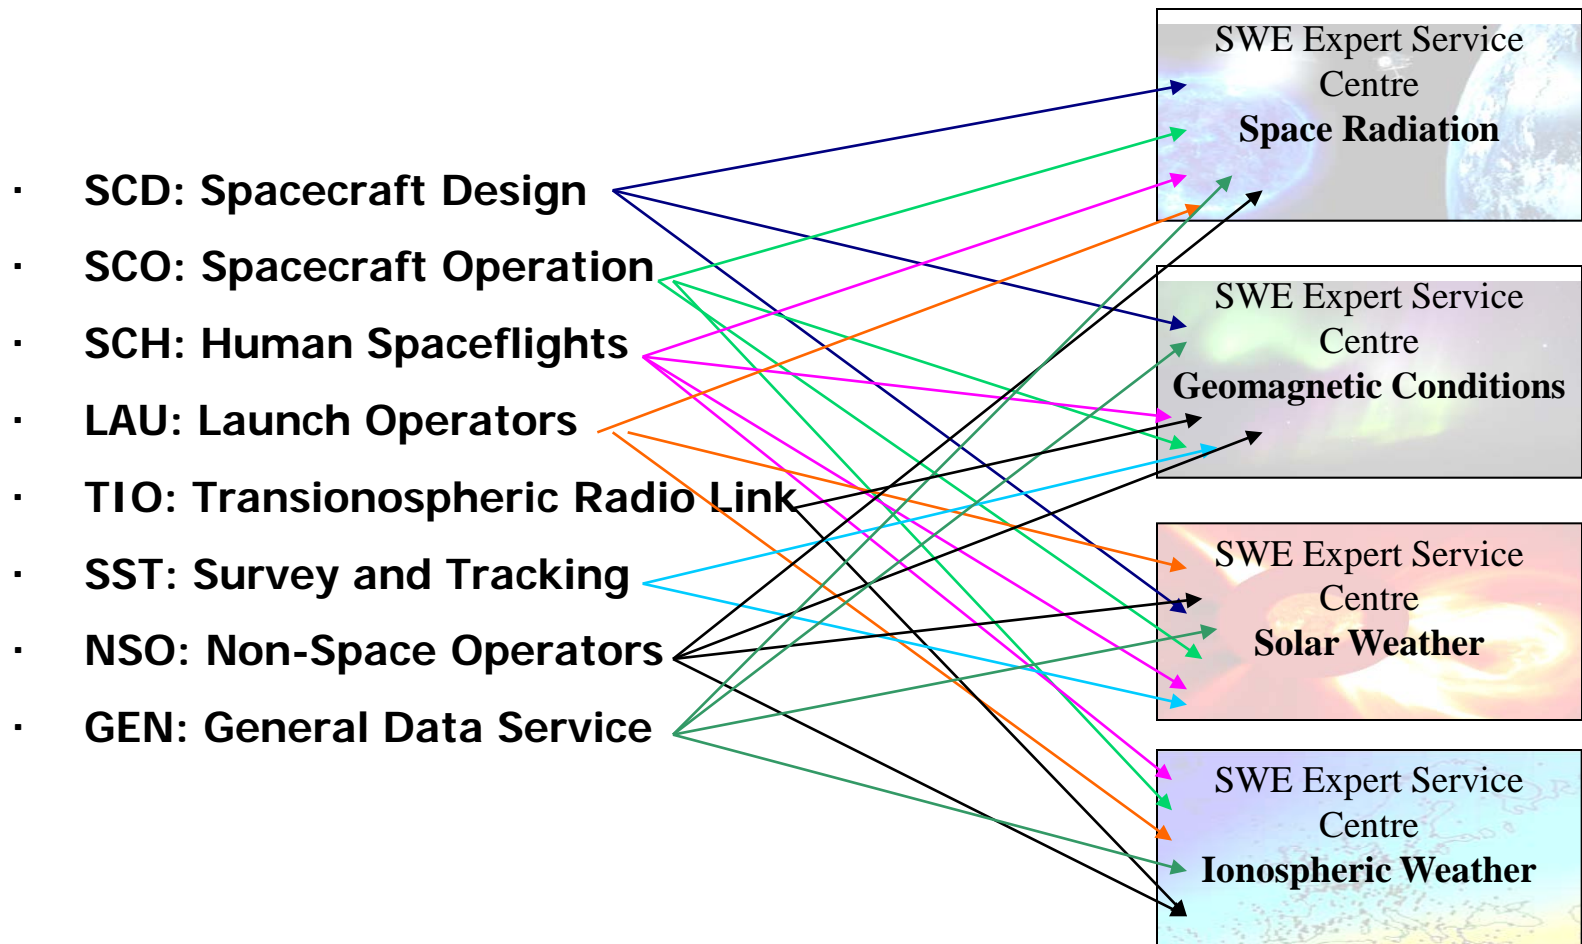 · SCD: Spacecraft Design
· SCO: Spacecraft Operation
· SCH: Human Spaceflights
· LAU: Launch Operators
· TIO: Transionospheric Radio Link
· SST: Survey and Tracking
· NSO: Non-Space Operators
· GEN: General Data Service
SWE Expert Service
Centre
Space Radiation
SWE Expert Service
Centre
Geomagnetic Conditions
SWE Expert Service
Centre
Solar Weather
SWE Expert Service
Centre
Ionospheric Weather